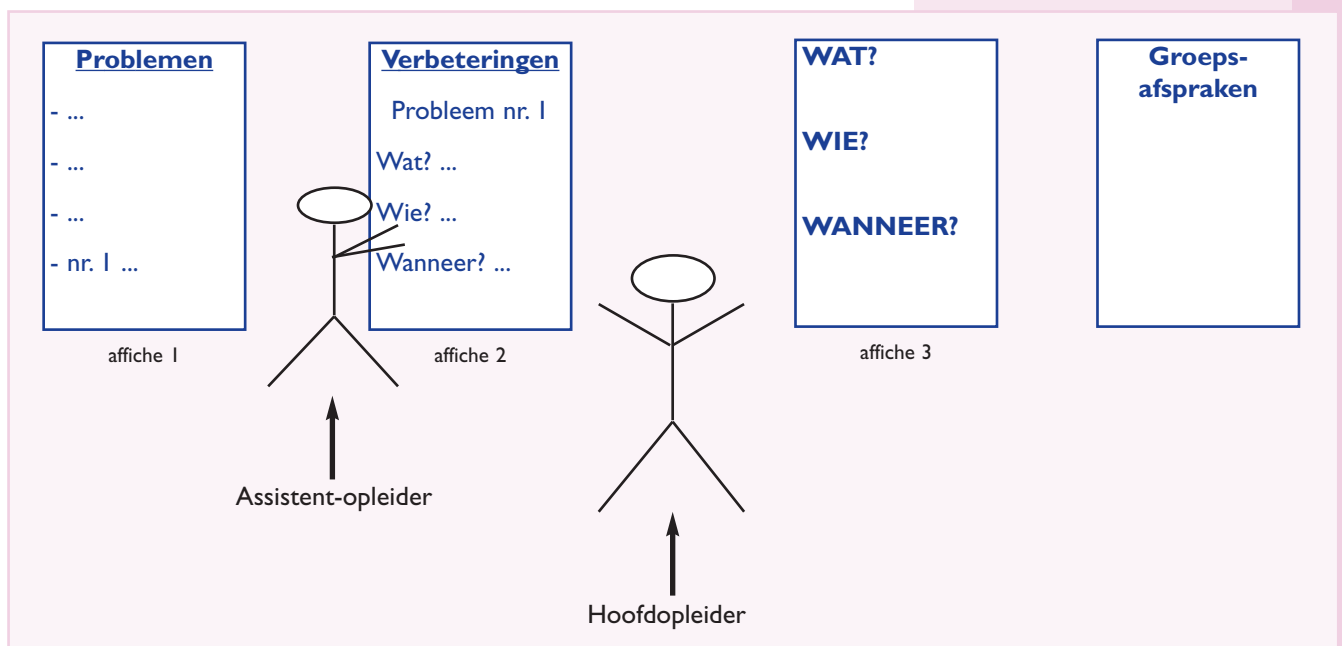 Problemen
- ...
- ...
- ...
- nr. 1 ...
affiche 1
Verbeteringen
Probleem nr. 1
Wat? ...
Wie? ...
Wanneer? ...
affiche 2
WAT?
WIE?
WANNEER?
affiche 3
Groeps-
afspraken
Assistent-opleider
Hoofdopleider